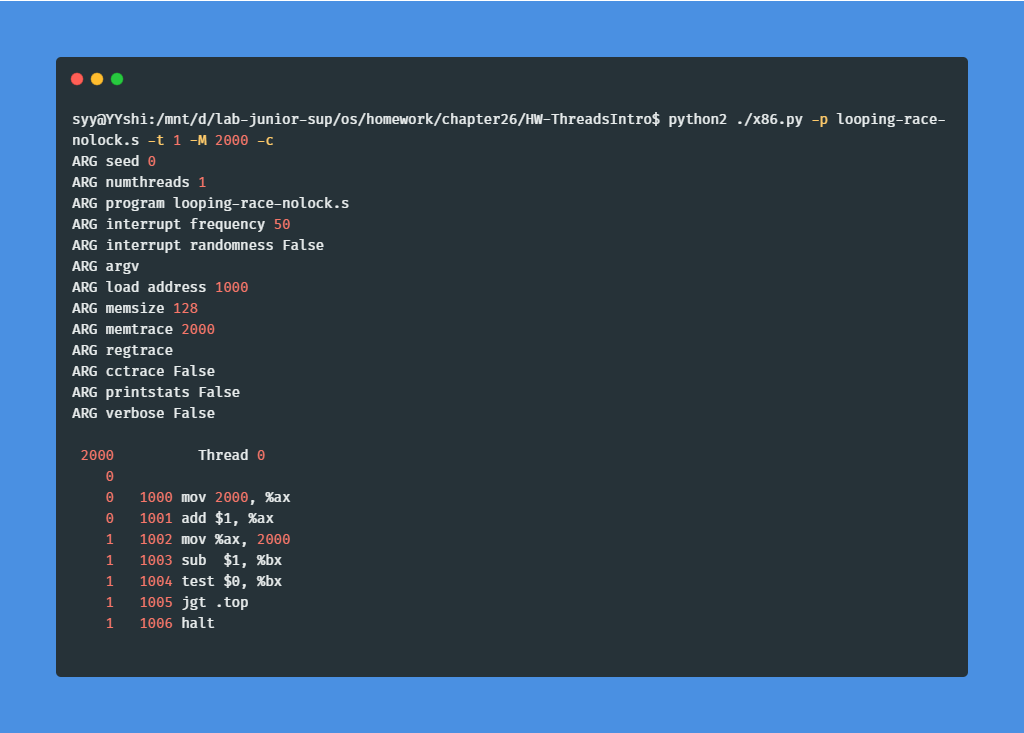 syy@YYshi:/mnt/d/lab-junior-sup/os/homework/chapter26/HW-ThreadsIntro$ python2 ./x86.py -p looping-race-
nolock.s -t 1 -M 2000 -c
ARG seed 0
ARG numthreads 1
ARG program looping-race-nolock.s
ARG interrupt frequency 50
ARG interrupt randomness False
ARG argv
ARG load address 1000
ARG memsize 128
ARG memtrace 2000
ARG regtrace
ARG cctrace False
ARG printstats False
ARG verbose False

 2000          Thread 0
    0
    0   1000 mov 2000, %ax
    0   1001 add $1, %ax
    1   1002 mov %ax, 2000
    1   1003 sub  $1, %bx
    1   1004 test $0, %bx
    1   1005 jgt .top
    1   1006 halt